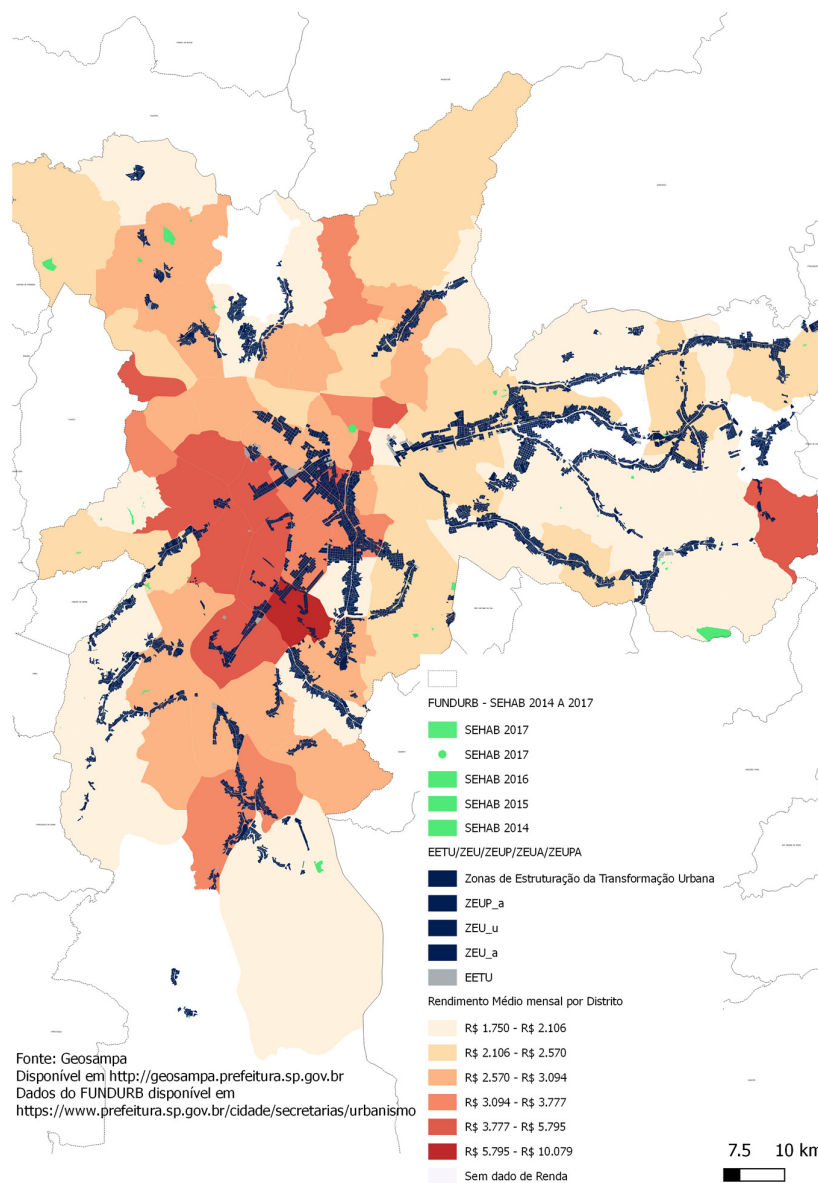 FUNDURB - SEHAB 2014 A 2017
SEHAB 2017
SEHAB 2017
SEHAB 2016
SEHAB 2015
SEHAB 2014
EETU/ZEU/ZEUP/ZEUA/ZEUPA
Zonas de Estruturação da Transformação Urbana
ZEUP_a
ZEU_u
ZEU_a
EETU
Rendimento Médio mensal por Distrito
R$ 1.750 - R$ 2.106
R$ 2.106 - R$ 2.570
R$ 2.570 - R$ 3.094
R$ 3.094 - R$ 3.777
R$ 3.777 - R$ 5.795
R$ 5.795 - R$ 10.079
Sem dado de Renda
Fonte: Geosampa
Disponível em http://geosampa.prefeitura.sp.gov.br
Dados do FUNDURB disponível em
https://www.prefeitura.sp.gov.br/cidade/secretarias/urbanismo
7.5 10 km